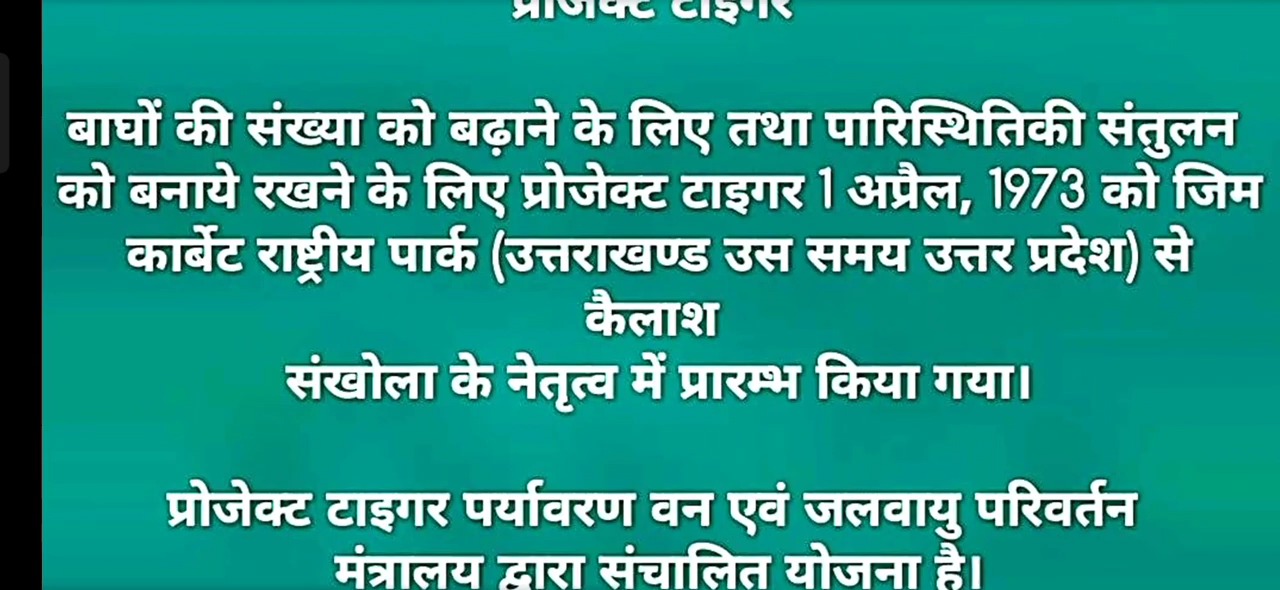 प्रोजेक्ट टाइगर
बाघों की संख्या को बढ़ाने के लिए तथा पारिस्थितिकी संतुलन
को बनाये रखने के लिए प्रोजेक्ट टाइगर 1 अप्रैल, 1973 को जिम
कार्बेट राष्ट्रीय पार्क (उत्तराखण्ड उस समय उत्तर प्रदेश) से
कैलाश
संखोला के नेतृत्व में प्रारम्भ किया गया।
प्रोजेक्ट टाइगर पर्यावरण वन एवं जलवायु परिवर्तन
मंत्रालय द्वारा संचालित योजना है।